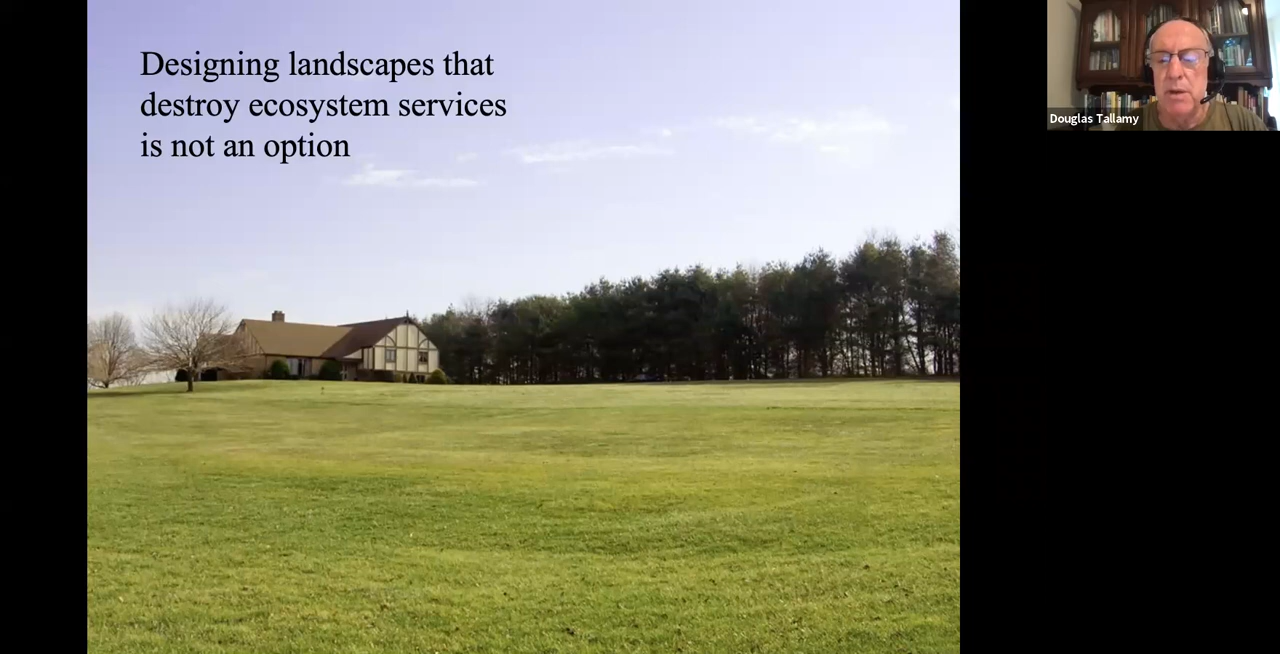 Designing landscapes that
destroy ecosystem services
is not an option
Douglas Tallamy